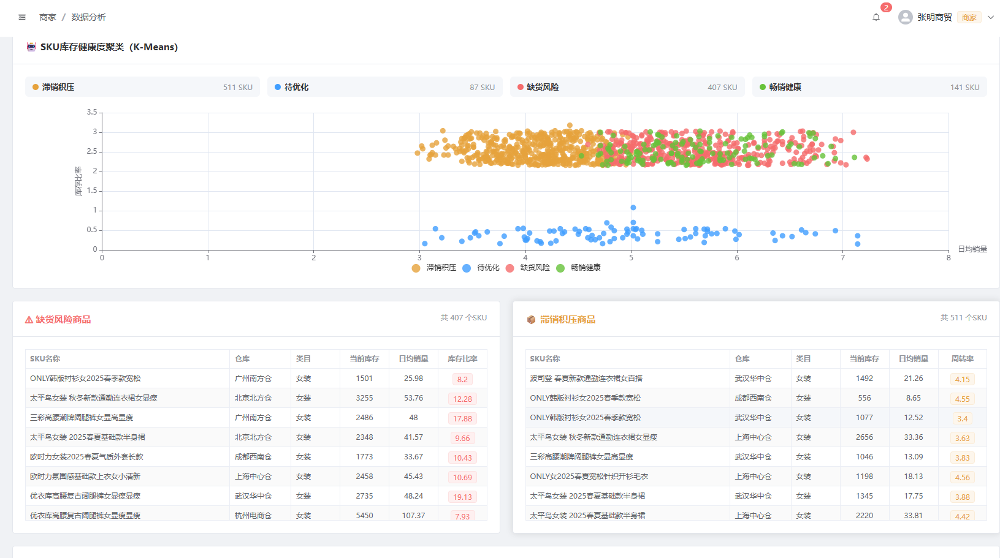 商家 / 数据分析
2
张明商贸 商家
SKU库存健康度聚类（K-Means）
滞销积压 511 SKU
待优化 87 SKU
缺货风险 407 SKU
畅销健康 141 SKU
库存比率
3.5
3
2.5
2
1.5
1
0.5
0
0 1 2 3 4 5 6 7 8
日均销量
滞销积压 待优化 缺货风险 畅销健康
缺货风险商品 共 407 个SKU
SKU名称 仓库 类目 当前库存 日均销量 库存比率
ONLY韩版衬衫女2025春季款宽松 广州南方仓 女装 1501 25.98 8.2
太平鸟女装 秋冬新款通勤连衣裙女显瘦 北京北方仓 女装 3255 53.76 12.28
三彩高腰潮牌阔腿裤女显高显瘦 广州南方仓 女装 2486 48 17.88
太平鸟女装 2025春夏基础款半身裙 北京北方仓 女装 2348 41.57 9.66
欧时力女装2025春夏气质外套长款 成都西南仓 女装 1773 33.67 10.43
欧时力氛围感基础款上衣女小清新 上海中心仓 女装 2458 45.43 10.69
优衣库高腰复古阔腿裤女显瘦显瘦 武汉华中仓 女装 2735 48.24 19.13
优衣库高腰复古阔腿裤女显瘦显瘦 杭州电商仓 女装 5450 107.37 7.93
滞销积压商品 共 511 个SKU
SKU名称 仓库 类目 当前库存 日均销量 周转率
波司登 春夏新款通勤连衣裙女百搭 武汉华中仓 女装 1492 21.26 4.15
ONLY韩版衬衫女2025春季款宽松 成都西南仓 女装 556 8.65 4.55
ONLY韩版衬衫女2025春季款宽松 武汉华中仓 女装 1077 12.52 3.4
太平鸟女装 秋冬新款通勤连衣裙女显瘦 上海中心仓 女装 2656 33.36 3.63
三彩高腰潮牌阔腿裤女显高显瘦 武汉华中仓 女装 1046 13.09 3.83
ONLY女2025春夏宽松针织开衫毛衣 上海中心仓 女装 1198 18.13 4.56
太平鸟女装 2025春夏基础款半身裙 武汉华中仓 女装 1345 17.75 3.88
太平鸟女装 2025春夏基础款半身裙 上海中心仓 女装 2220 33.81 4.42